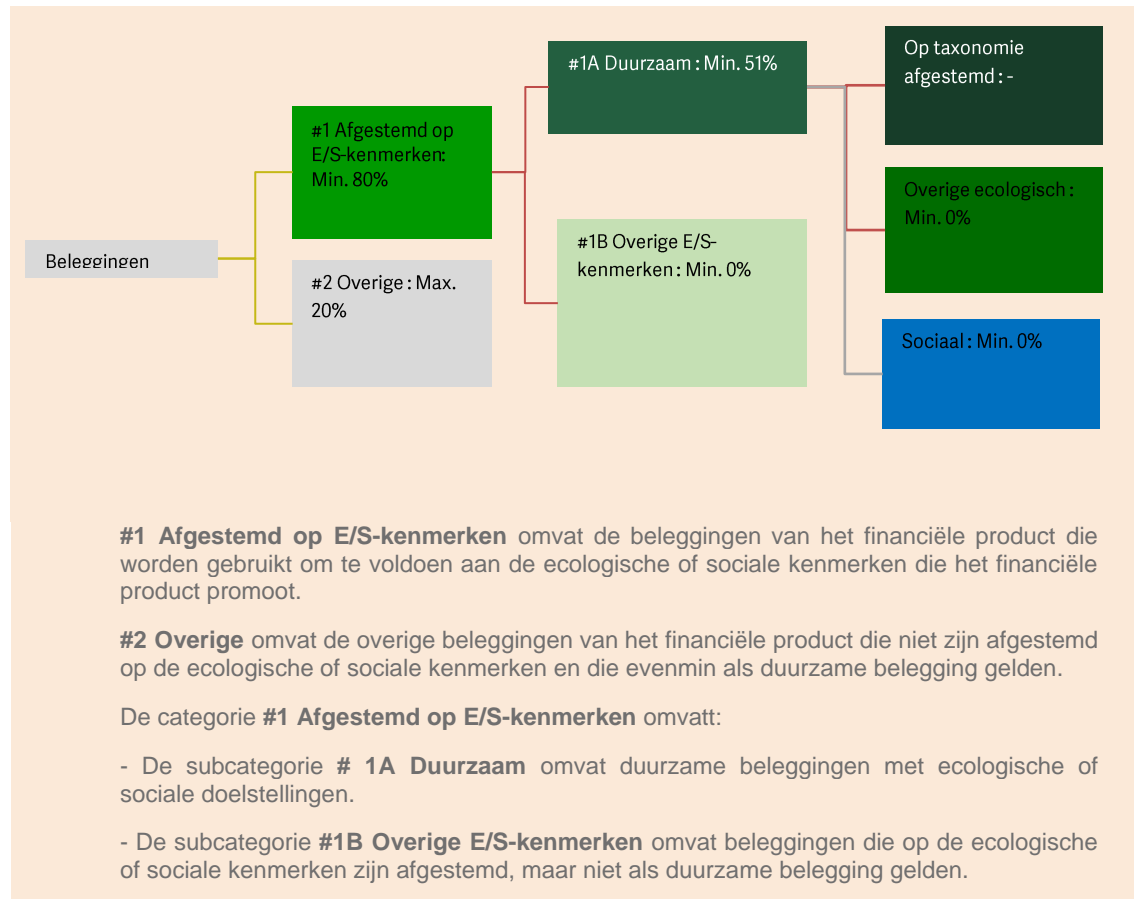 Beleggingen
#1 Afgestemd op
E/S-kenmerken:
Min. 80%
#2 Overige : Max.
20%
#1A Duurzaam : Min. 51%
#1B Overige E/S-
kenmerken : Min. 0%
Op taxonomie
afgestemd : -
Overige ecologisch :
Min. 0%
Sociaal : Min. 0%
#1 Afgestemd op E/S-kenmerken omvat de beleggingen van het financiële product die
worden gebruikt om te voldoen aan de ecologische of sociale kenmerken die het financiële
product promoot.
#2 Overige omvat de overige beleggingen van het financiële product die niet zijn afgestemd
op de ecologische of sociale kenmerken en die evenmin als duurzame belegging gelden.
De categorie #1 Afgestemd op E/S-kenmerken omvatt:
- De subcategorie # 1A Duurzaam omvat duurzame beleggingen met ecologische of
sociale doelstellingen.
- De subcategorie #1B Overige E/S-kenmerken omvat beleggingen die op de ecologische
of sociale kenmerken zijn afgestemd, maar niet als duurzame belegging gelden.